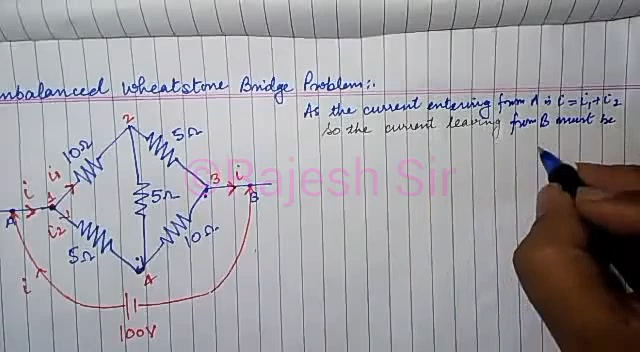 nbalanced Wheatstone Bridge Problem:.
As the current entering from A is i = i1 + i2
so the current leaving from B must be
2
10Ω
5Ω
i1
i
1
A
5Ω
3
i
B
i2
5Ω
10Ω
4
i
100V
©Rajesh Sir